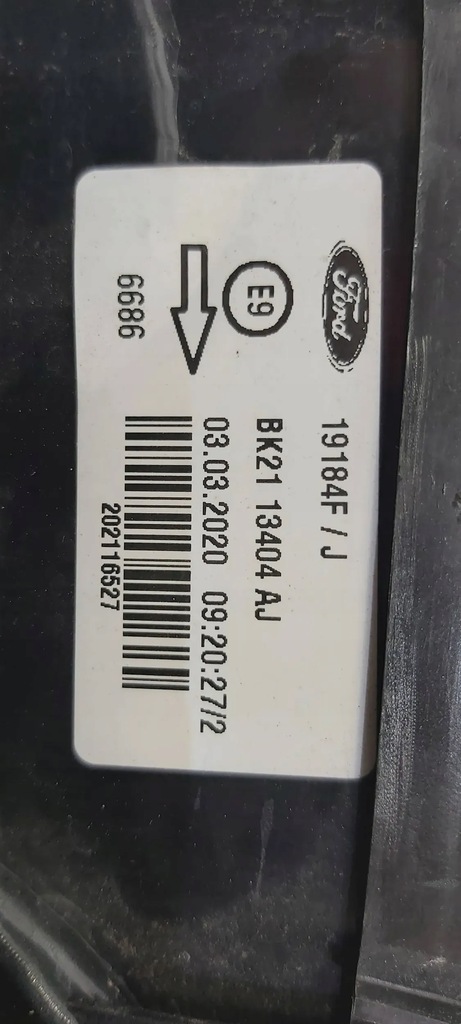 Ford
19184F / J
E9
BK21 13404 AJ
03.03.2020 09:20:27/2
6686
202116527